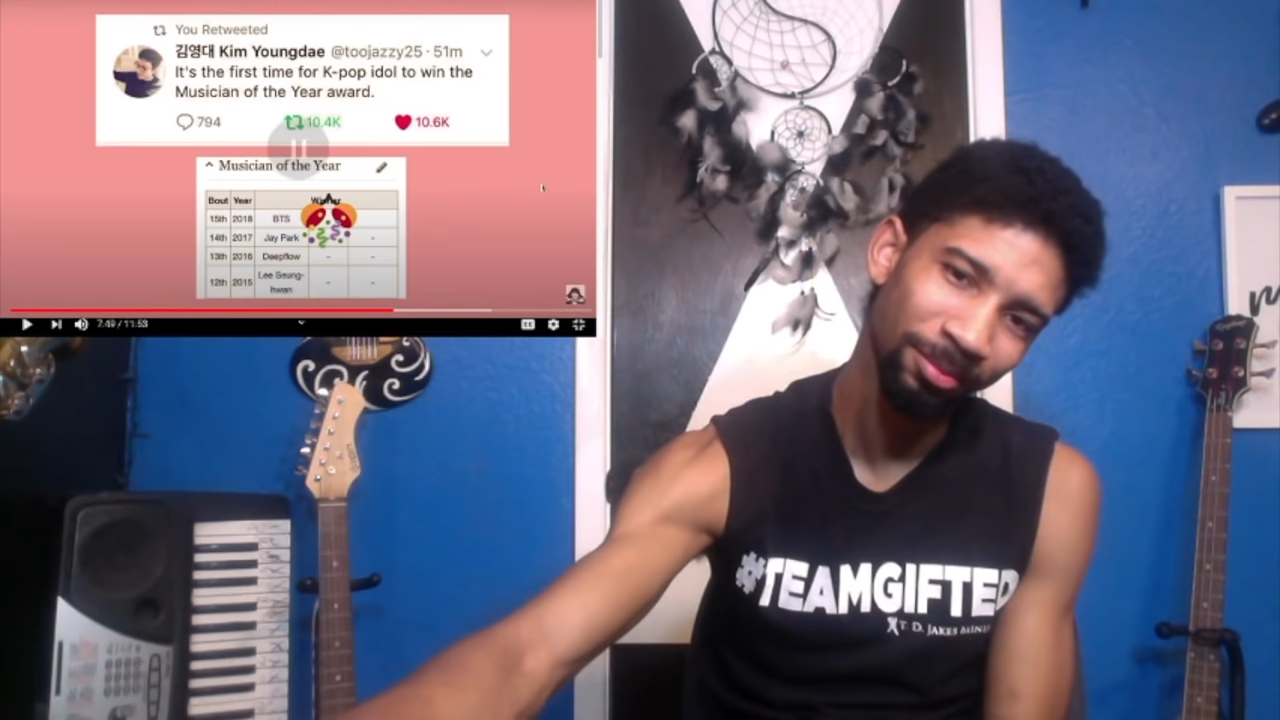 You Retweeted
김영대 Kim Youngdae @toojazzy25 · 51m
It's the first time for K-pop idol to win the
Musician of the Year award.
794 10.4K 10.6K
Musician of the Year
Bout Year
15th 2018 BTS
14th 2017 Jay Park -
13th 2016 Deepflow - -
12th 2015 Lee Seung-
hwan - -
7:49 / 11:53
CC
#TEAMGIFTED
T. D. JAKES